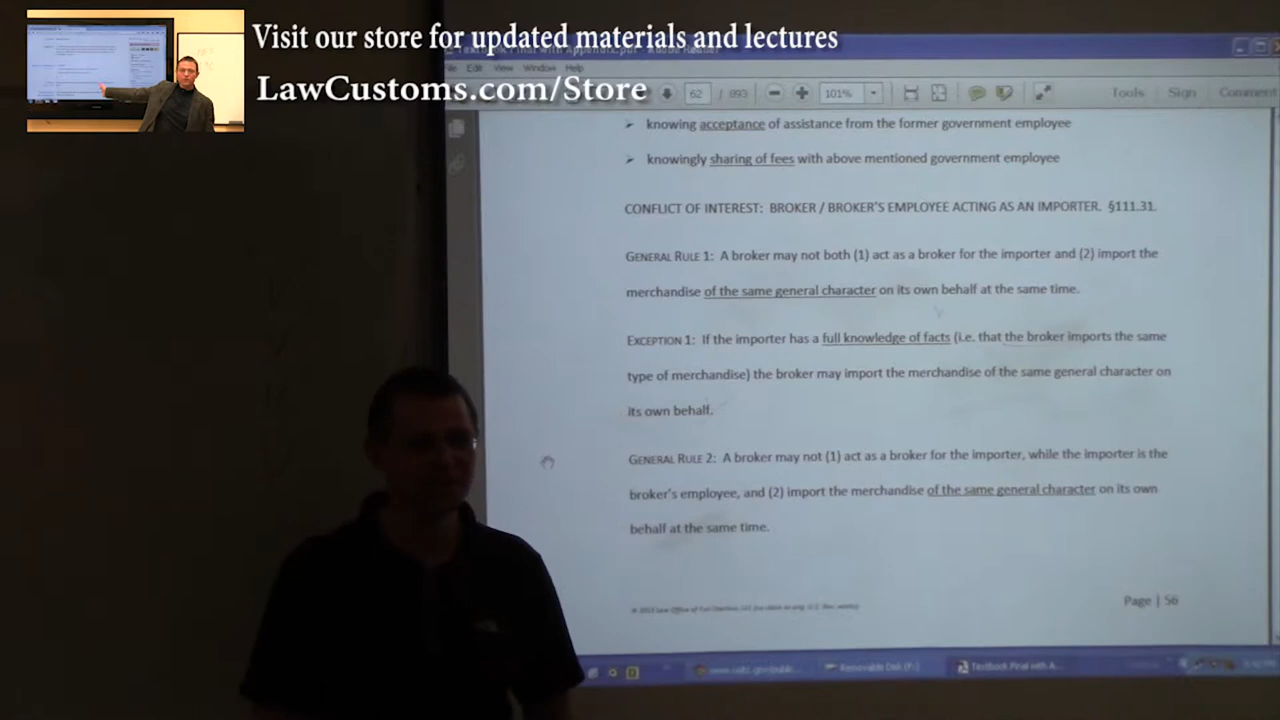 Visit our store for updated materials and lectures
LawCustoms.com/Store
Edit View Window Help
62 / 893 101% Tools Sign Comment
➢ knowing acceptance of assistance from the former government employee
➢ knowingly sharing of fees with above mentioned government employee
CONFLICT OF INTEREST: BROKER / BROKER'S EMPLOYEE ACTING AS AN IMPORTER. §111.31.
GENERAL RULE 1: A broker may not both (1) act as a broker for the importer and (2) import the
merchandise of the same general character on its own behalf at the same time.
EXCEPTION 1: If the importer has a full knowledge of facts (i.e. that the broker imports the same
type of merchandise) the broker may import the merchandise of the same general character on
its own behalf.
GENERAL RULE 2: A broker may not (1) act as a broker for the importer, while the importer is the
broker's employee, and (2) import the merchandise of the same general character on its own
behalf at the same time.
Page | 56
Removable Disk (F:) Textbook Final with A...